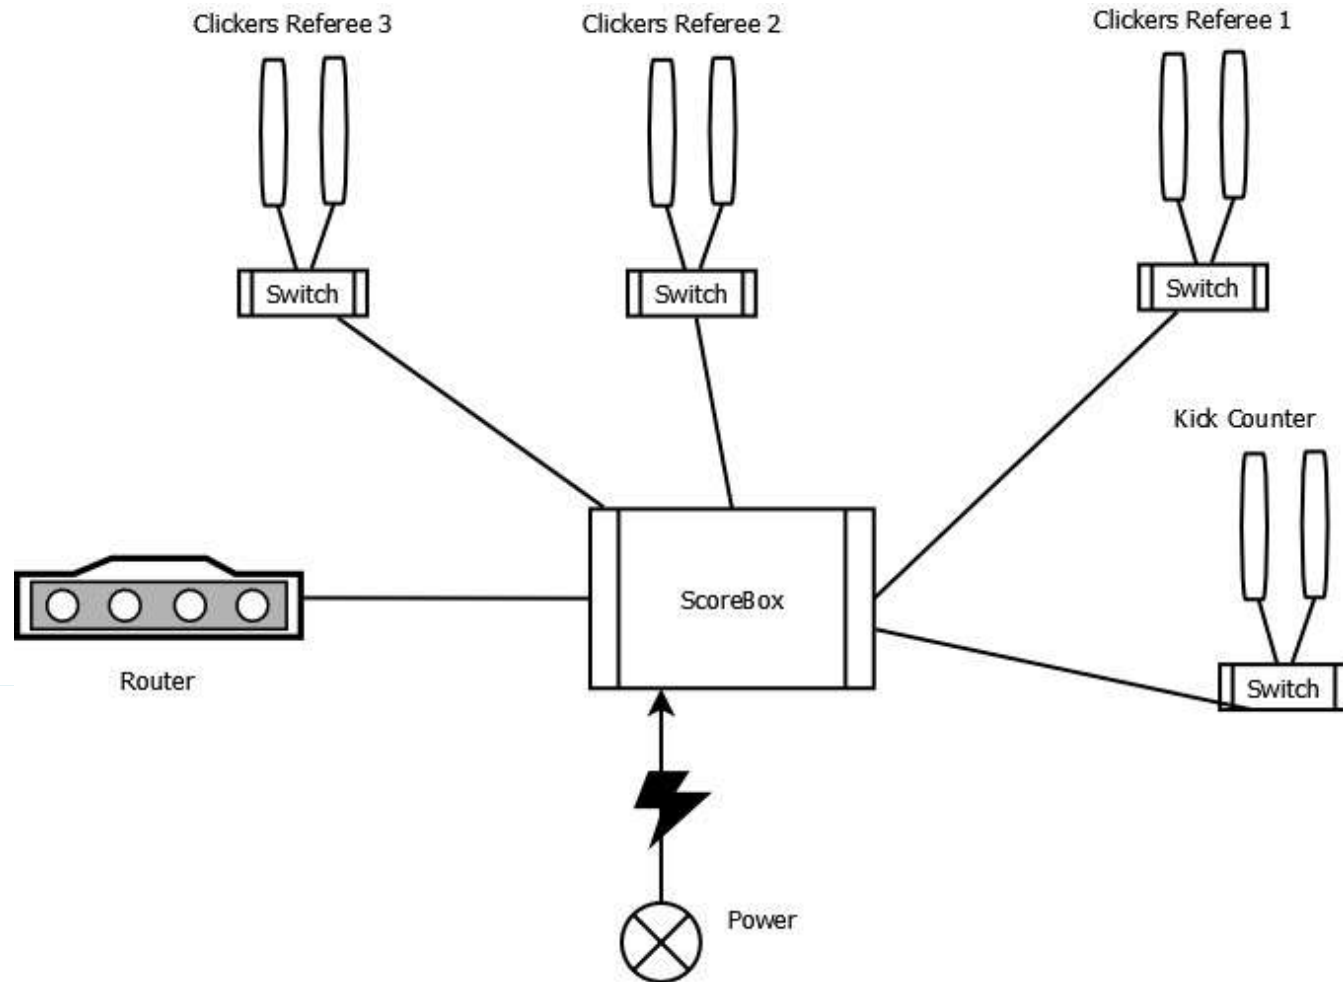 Clickers Referee 3
Clickers Referee 2
Clickers Referee 1
Switch
Switch
Switch
Kick Counter
ScoreBox
Router
Switch
Power